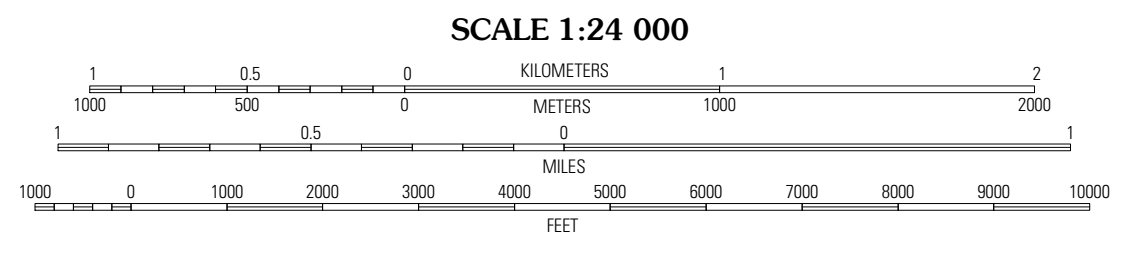 SCALE 1:24 000
1 0.5 0 KILOMETERS 1 2
1000 500 0 METERS 1000 2000
1 0.5 0 1
MILES
1000 0 1000 2000 3000 4000 5000 6000 7000 8000 9000 10000
FEET